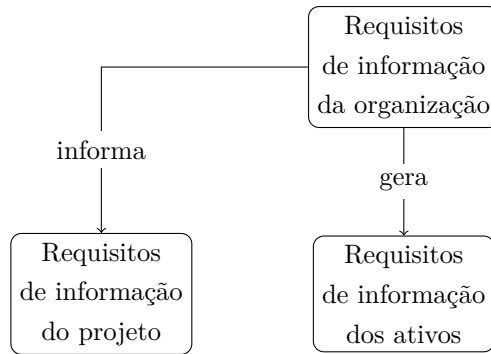 Requisitos
de informação
da organização
informa
gera
Requisitos
de informação
do projeto
Requisitos
de informação
dos ativos